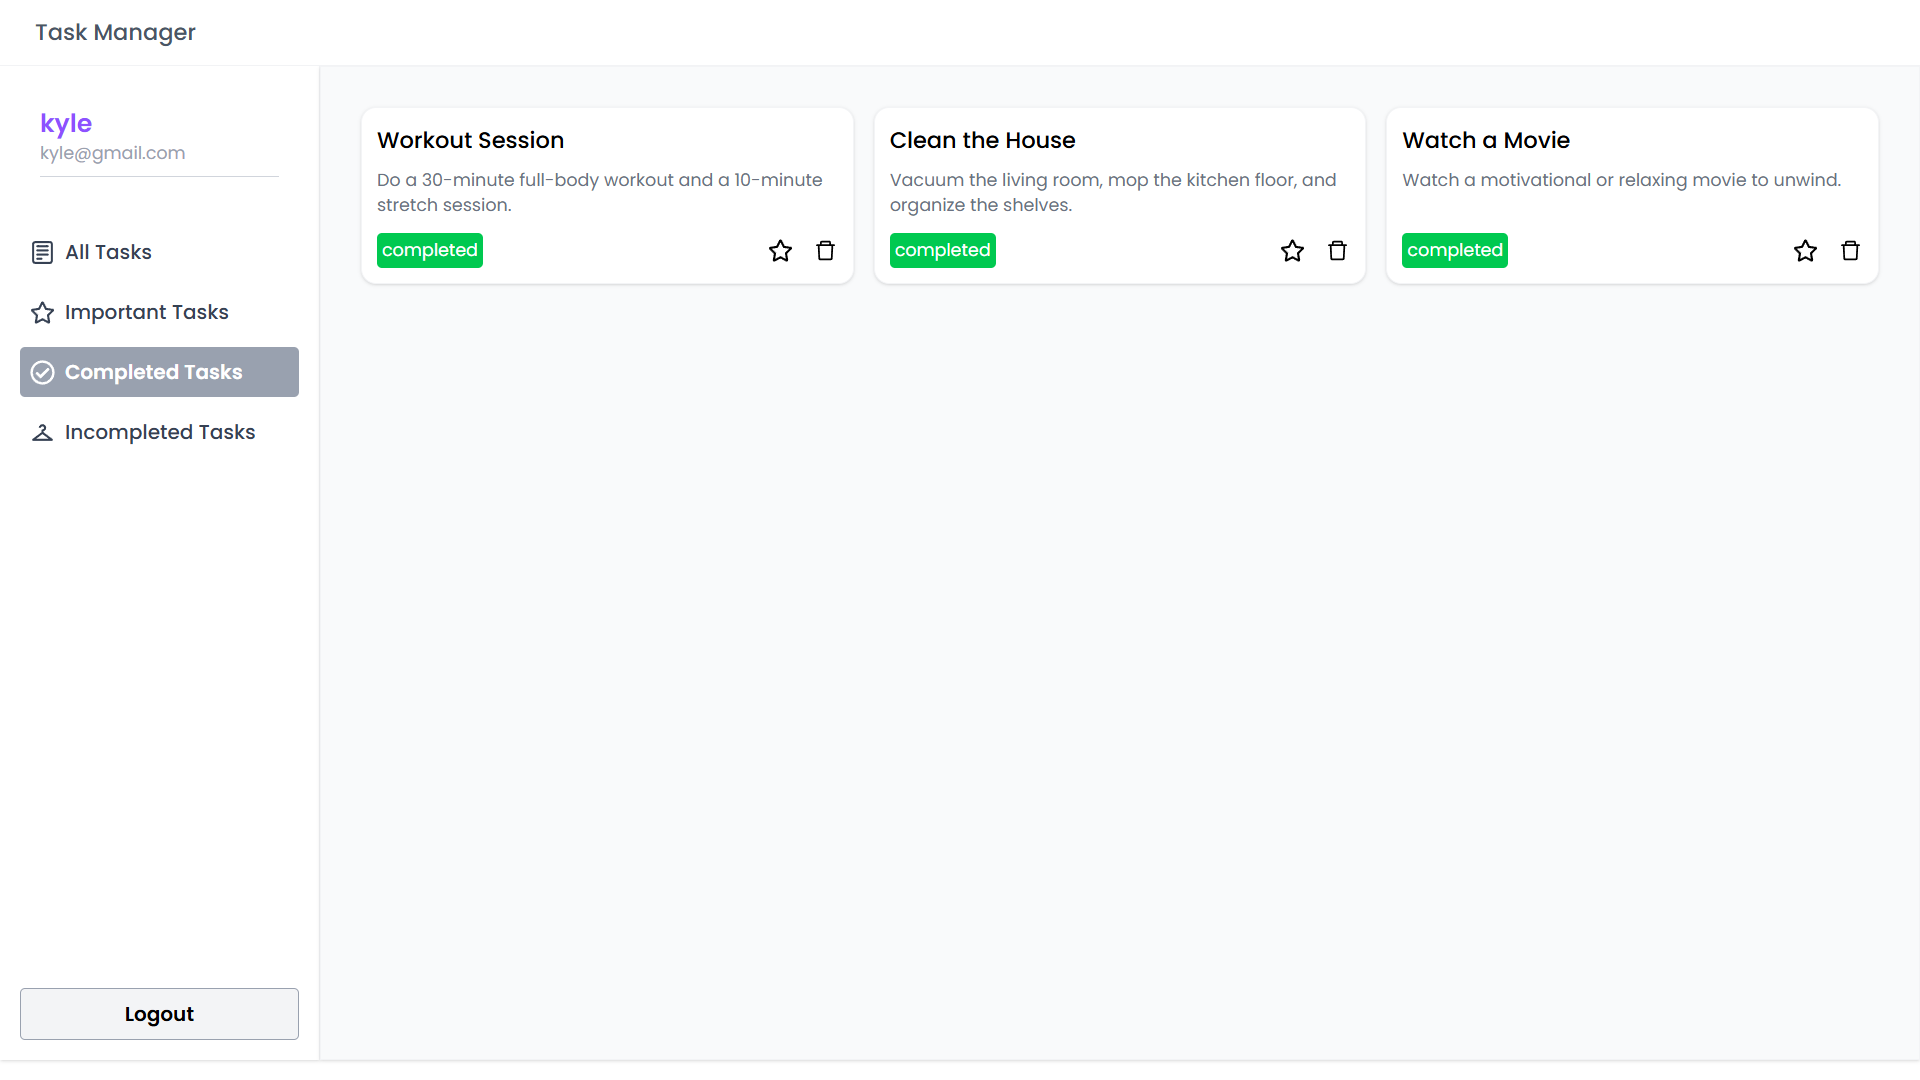 Task Manager
kyle
kyle@gmail.com
All Tasks
Important Tasks
Completed Tasks
Incompleted Tasks
Logout
Workout Session
Do a 30-minute full-body workout and a 10-minute
stretch session.
completed
Clean the House
Vacuum the living room, mop the kitchen floor, and
organize the shelves.
completed
Watch a Movie
Watch a motivational or relaxing movie to unwind.
completed